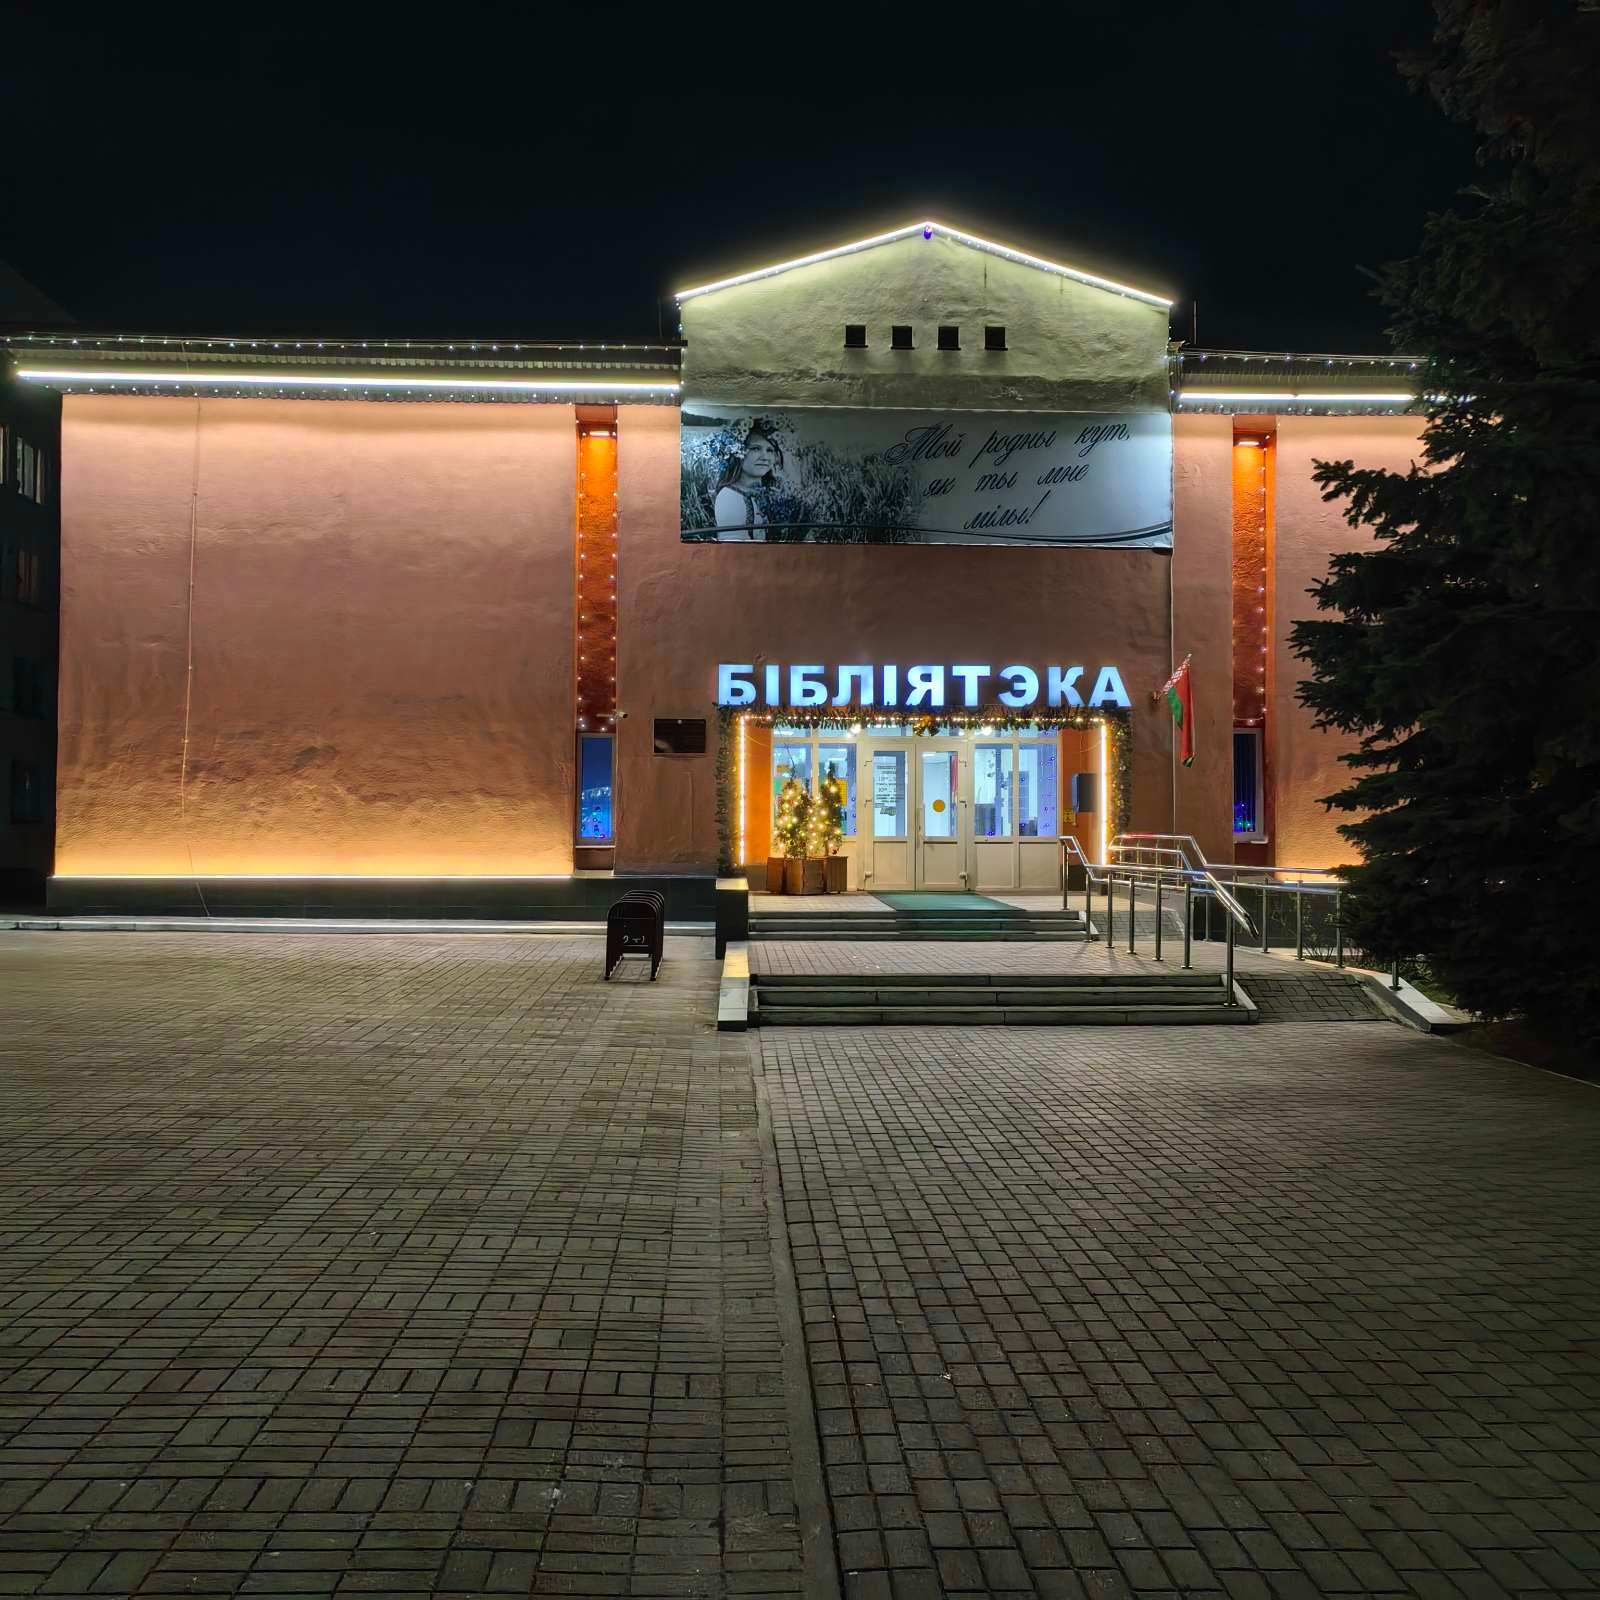 Мой родны кут,
як ты мне
мілы!
БІБЛІЯТЭКА